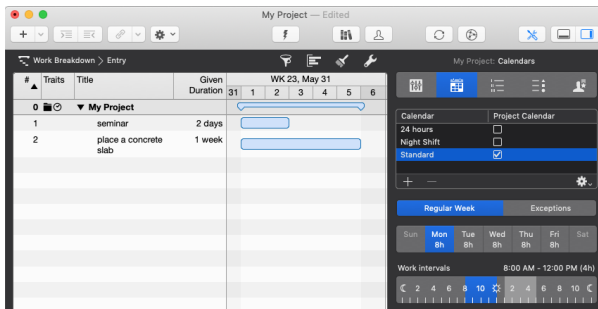 My Project — Edited
Work Breakdown > Entry
My Project: Calendars
# Traits Title Given Duration WK 23, May 31
31 1 2 3 4 5 6
0 ▼ My Project
1 seminar 2 days
2 place a concrete slab 1 week
Calendar Project Calendar
24 hours
Night Shift
Standard
Regular Week Exceptions
Sun Mon Tue Wed Thu Fri Sat
8h 8h 8h 8h 8h
Work intervals 8:00 AM - 12:00 PM (4h)
2 4 6 8 10 2 4 6 8 10